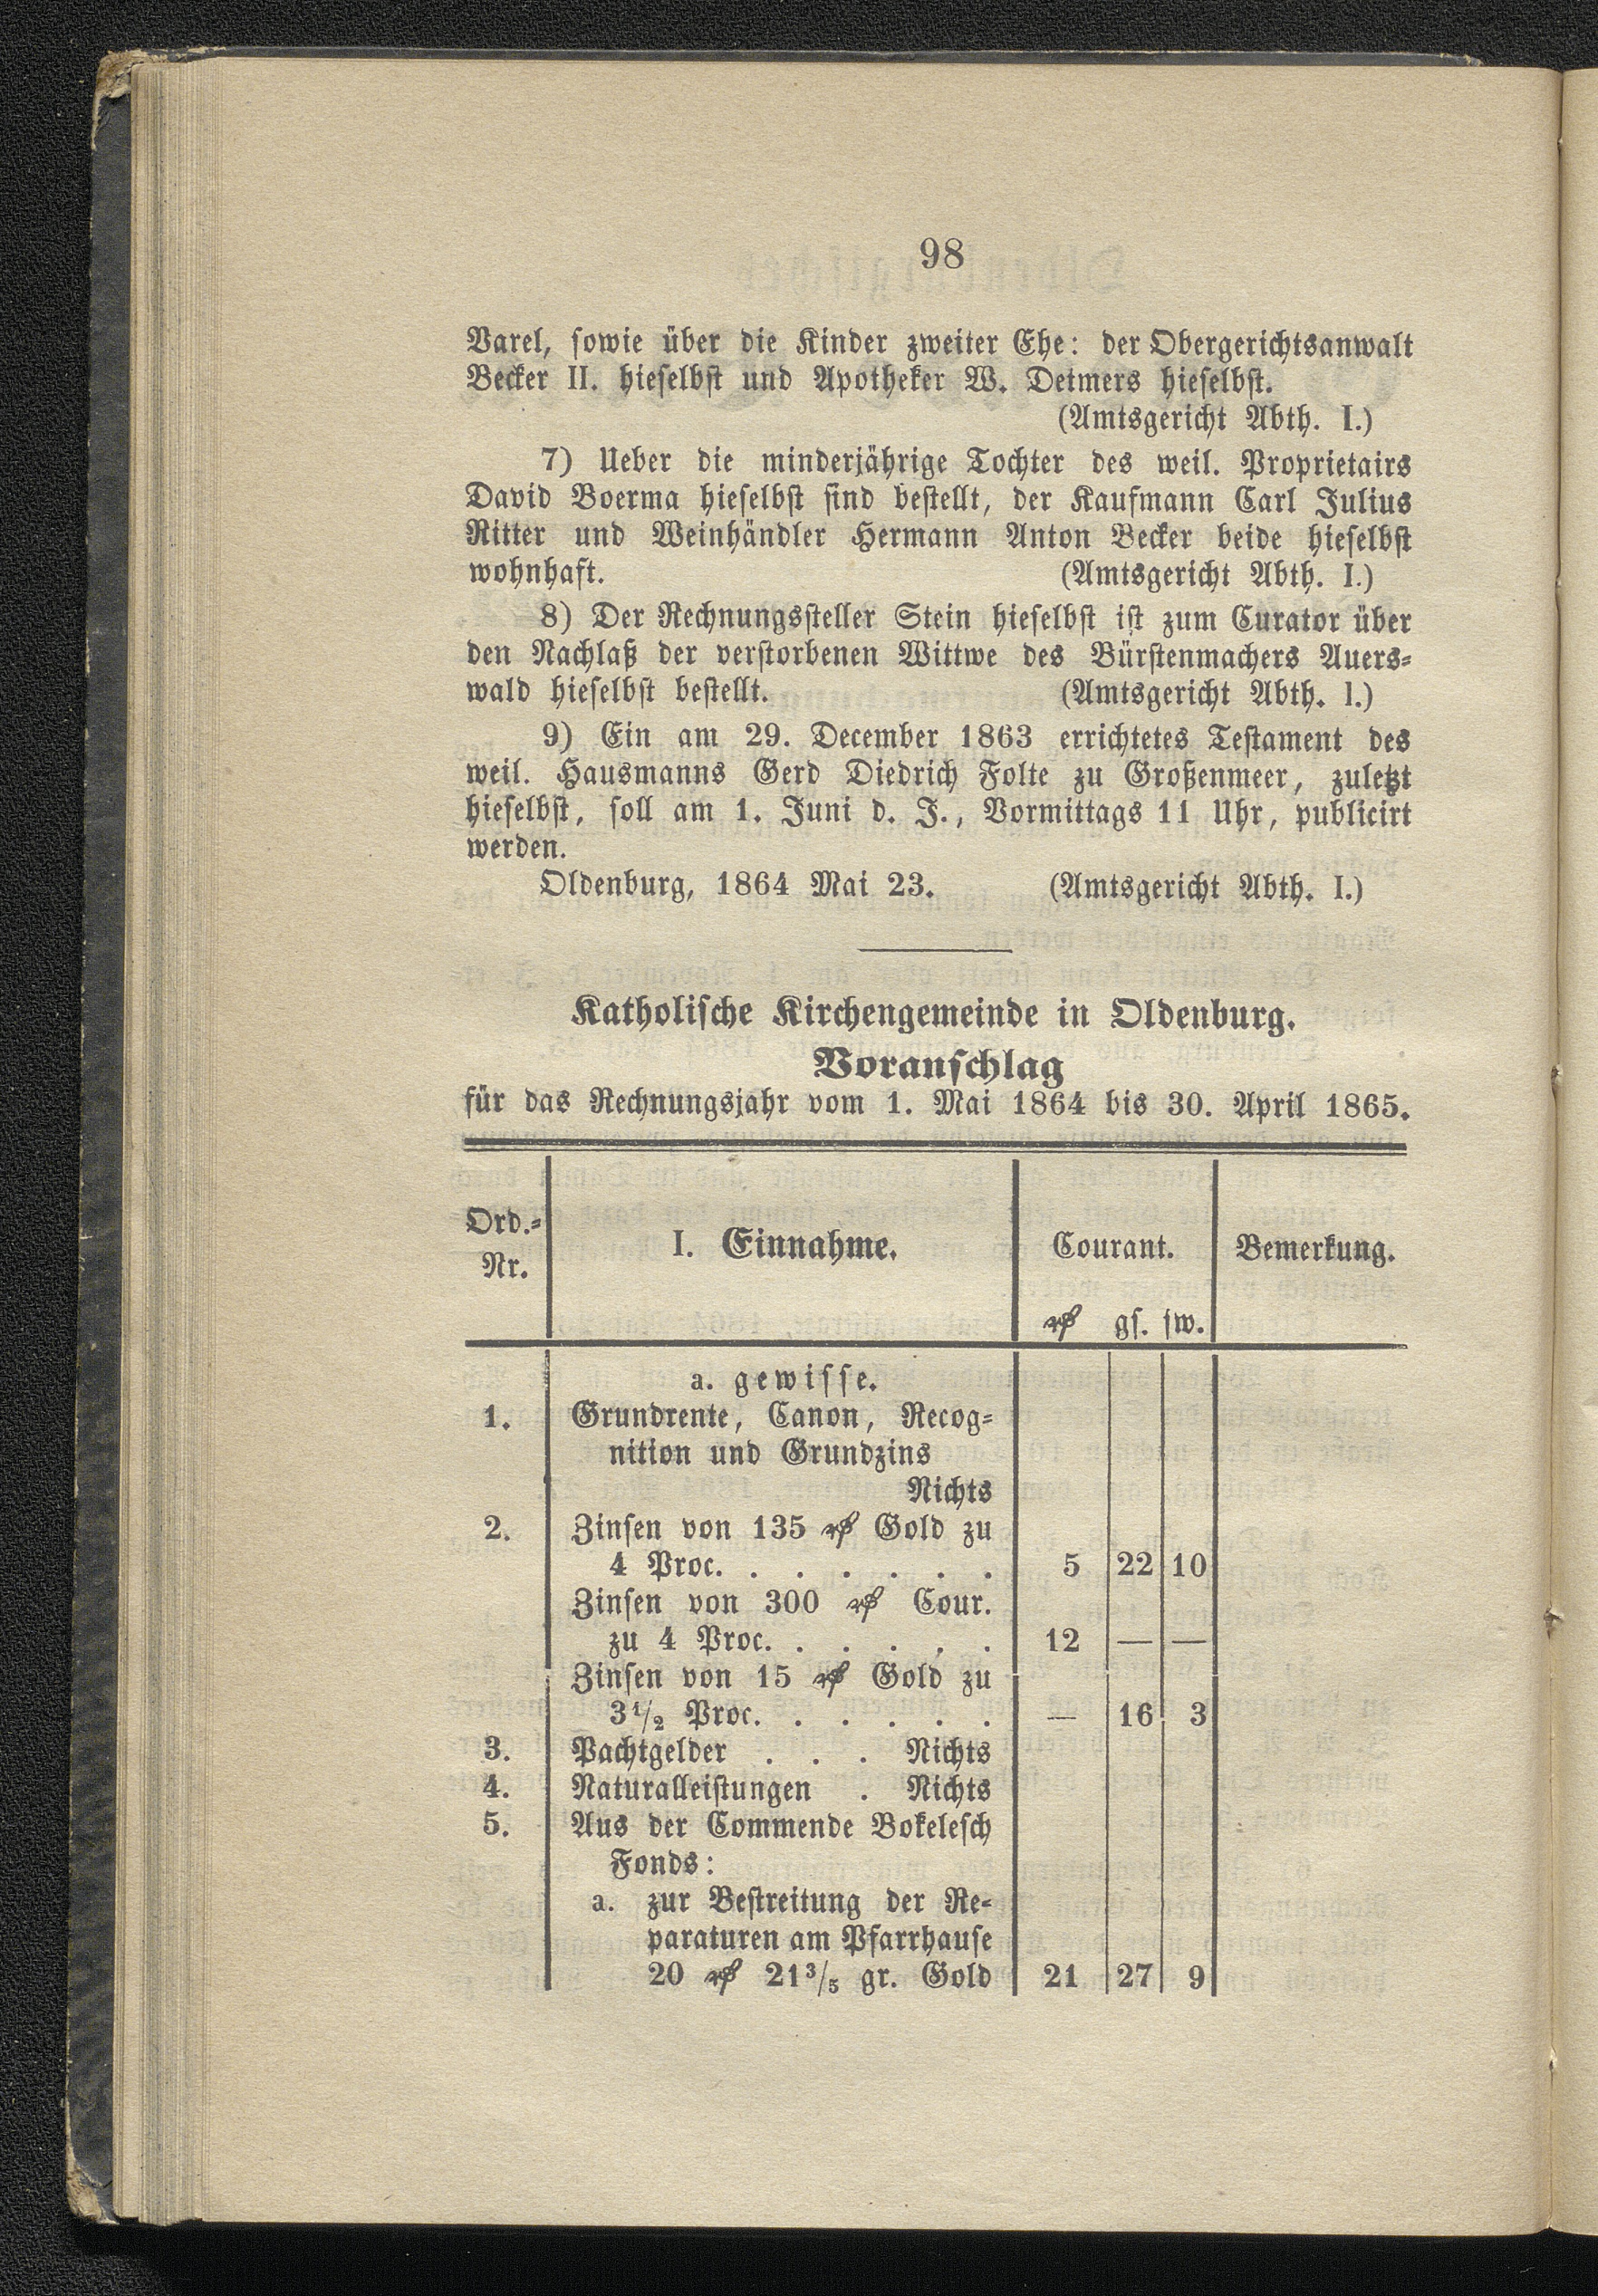 98
Varel, sowie über die Kinder zweiter Ehe: der Obergerichtsanwalt
Becker II. hieselbst und Apotheker W. Detmers hieselbst.
(Amtsgericht Abth. I.)
7) Ueber die minderjährige Tochter des weil. Proprietairs
David Boerma hieselbst sind bestellt, der Kaufmann Carl Julius
Ritter und Weinhändler Hermann Anton Becker beide hieselbst
wohnhaft. (Amtsgericht Abth. I.)
8) Der Rechnungssteller Stein hieselbst ist zum Curator über
den Nachlaß der verstorbenen Wittwe des Bürstenmachers Auers-
wald hieselbst bestellt. (Amtsgericht Abth. I.)
9) Ein am 29. December 1863 errichtetes Testament des
weil. Hausmanns Gerd Diedrich Folte zu Großenmeer, zuletzt
hieselbst, soll am 1. Juni d. J., Vormittags 11 Uhr, publicirt
werden.
Oldenburg, 1864 Mai 23. (Amtsgericht Abth. I.)
Katholische Kirchengemeinde in Oldenburg.
Voranschlag
für das Rechnungsjahr vom 1. Mai 1864 bis 30. April 1865.
Ord.-
Nr.
I. Einnahme. Courant. Bemerkung.
₰ gs. sw.
a. gewisse.
1. Grundrente, Canon, Recog-
nition und Grundzins
Nichts
2. Zinsen von 135 ₰ Gold zu
4 Proc. . . . . . . 5 22 10
Zinsen von 300 ₰ Cour.
zu 4 Proc. . . . . . 12 — —
Zinsen von 15 ₰ Gold zu
3 1/2 Proc. . . . . . — 16 3
3. Pachtgelder . . . Nichts
4. Naturalleistungen . Nichts
5. Aus der Commende Bokelesch
Fonds:
a. zur Bestreitung der Re-
paraturen am Pfarrhause
20 ₰ 21 3/5 gr. Gold 21 27 9